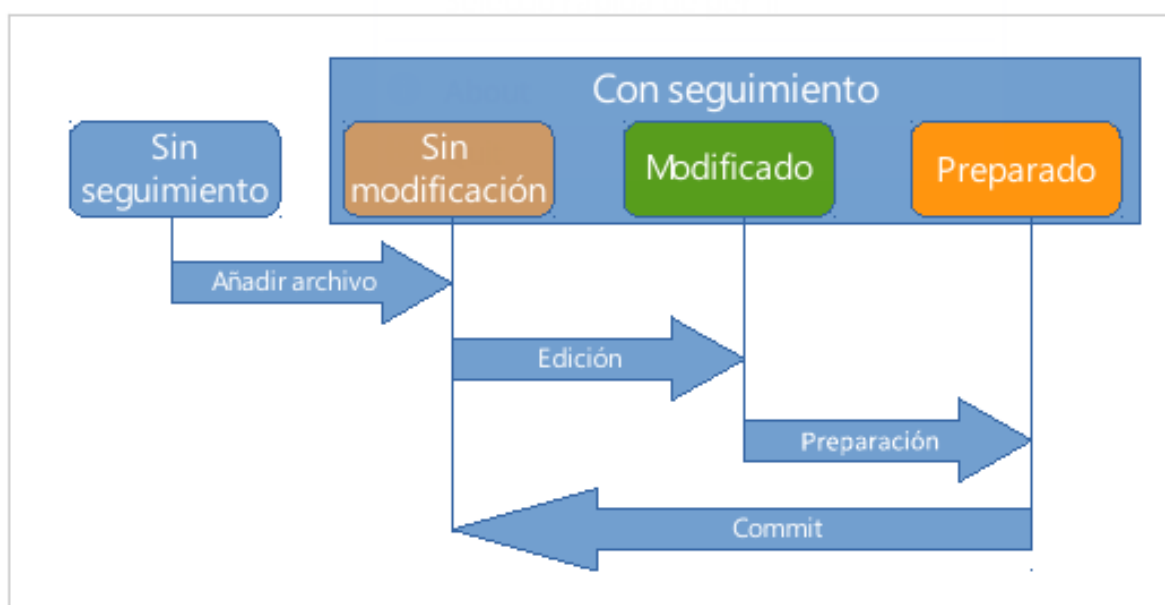 Con seguimiento
Sin
seguimiento
Sin
modificación
Modificado
Preparado
Añadir archivo
Edición
Preparación
Commit